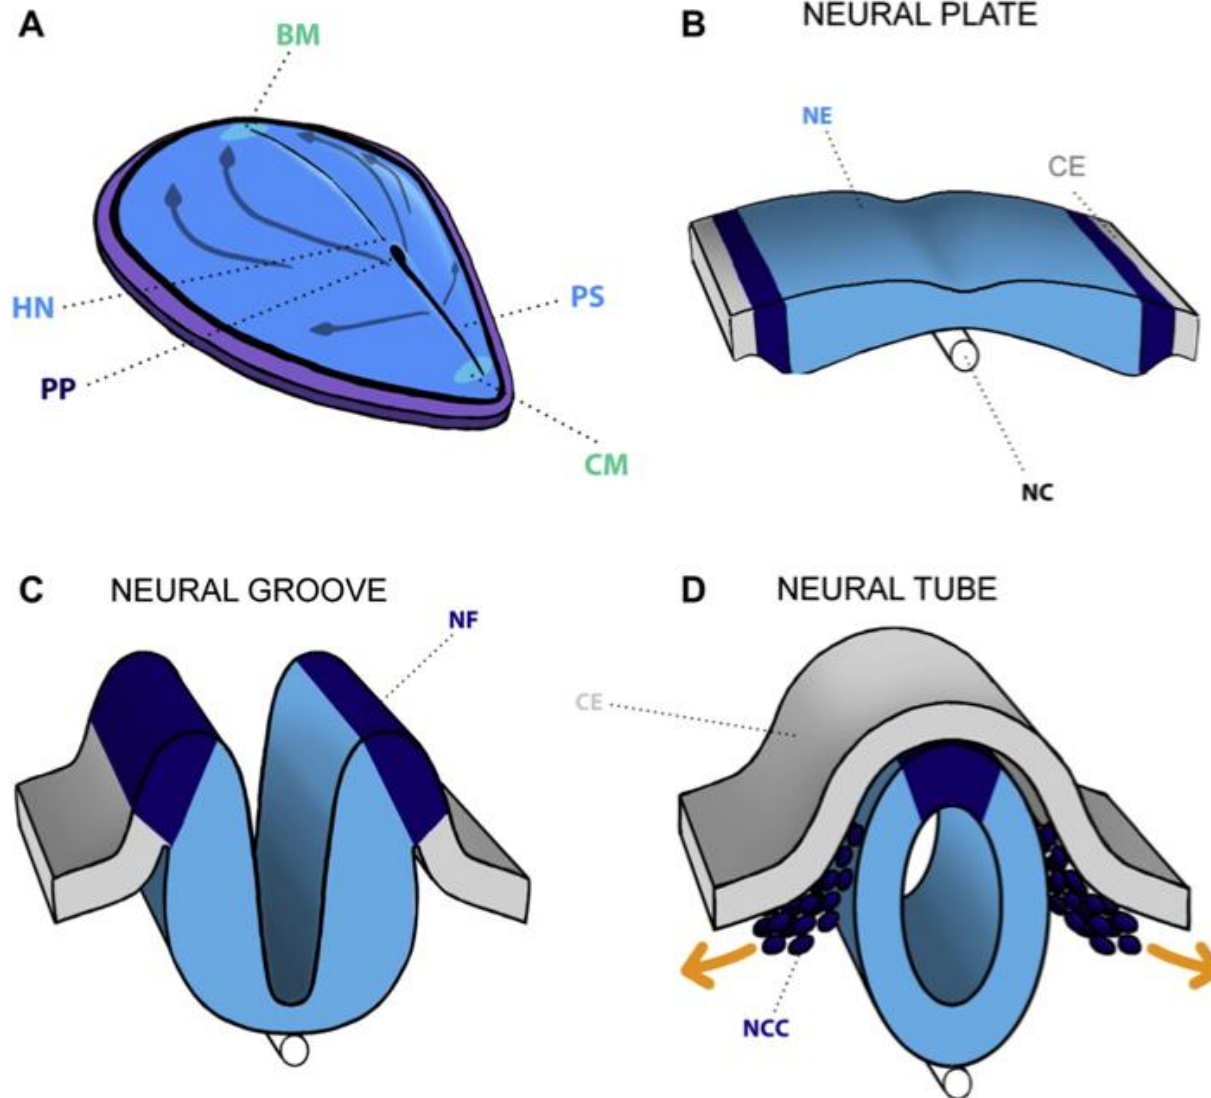 A
BM
HN
PS
PP
CM
B
NEURAL PLATE
NE
CE
NC
C
NEURAL GROOVE
NF
D
NEURAL TUBE
CE
NCC